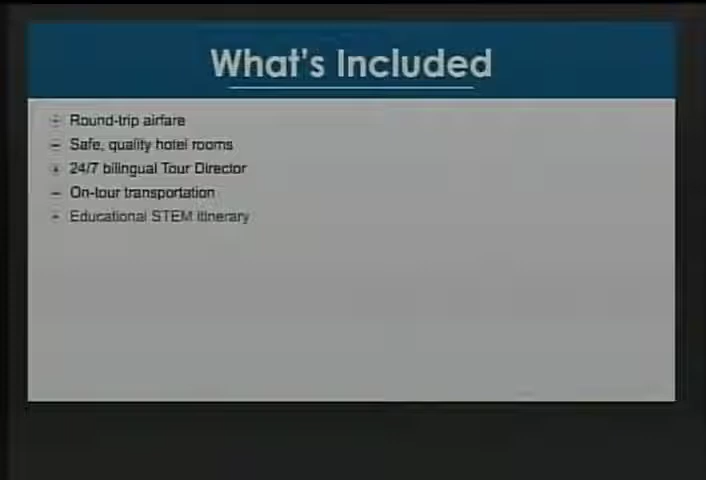 What's Included
Round-trip airfare
Safe, quality hotel rooms
24/7 bilingual Tour Director
On-tour transportation
Educational STEM itinerary